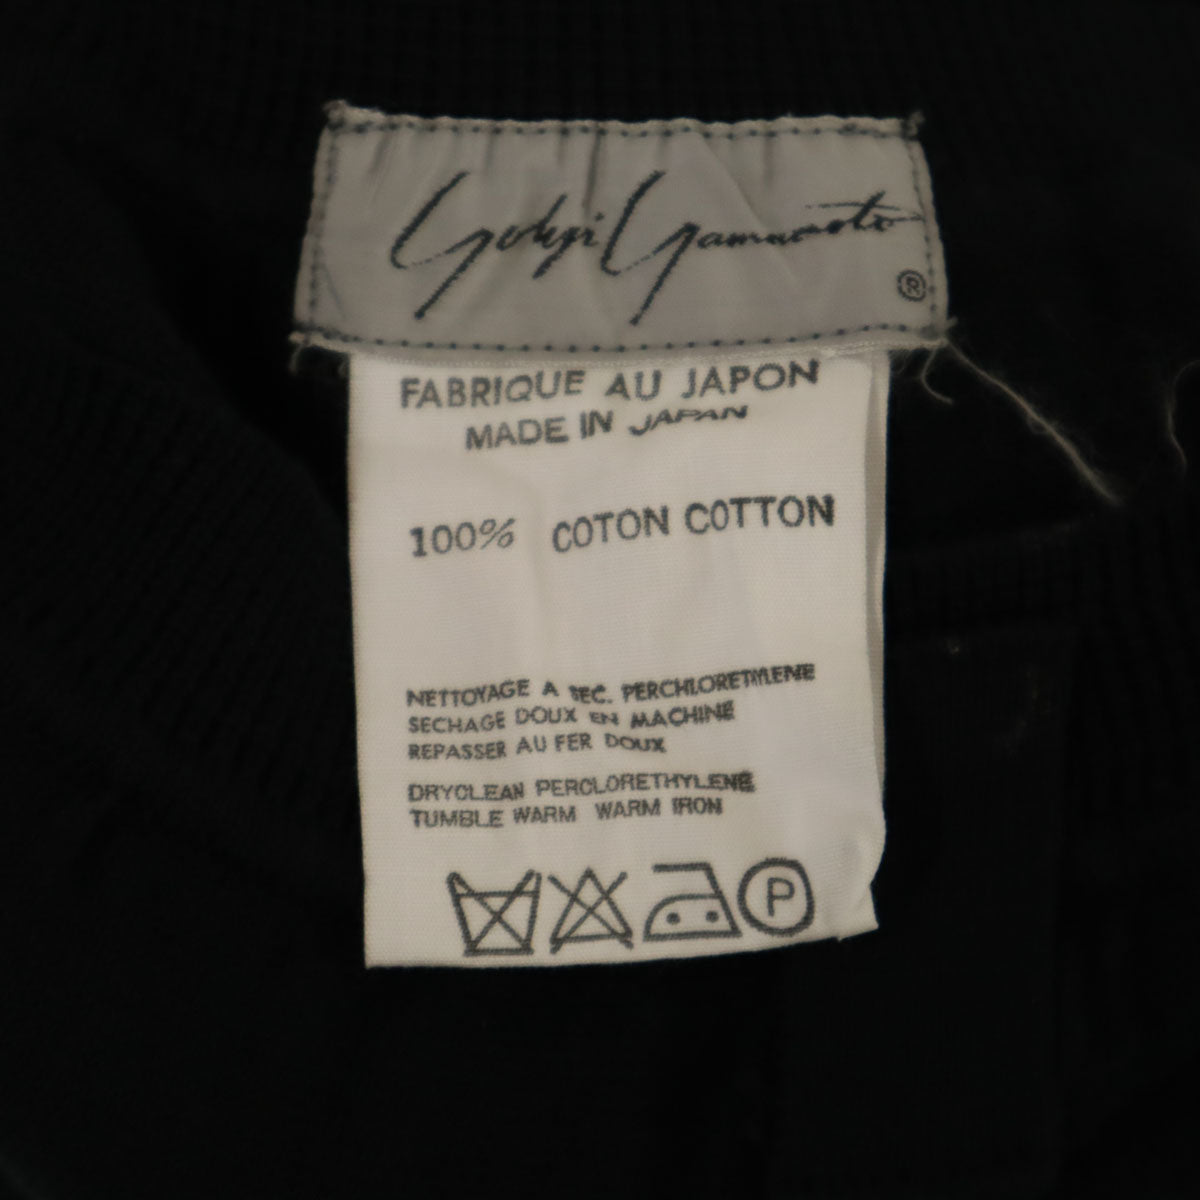 Yohji Yamamoto
®
FABRIQUE AU JAPON
MADE IN JAPAN
100% COTON COTTON
NETTOYAGE A SEC. PERCHLORETHYLENE
SECHAGE DOUX EN MACHINE
REPASSER AU FER DOUX
DRYCLEAN PERCLORETHYLENE
TUMBLE WARM WARM IRON
P